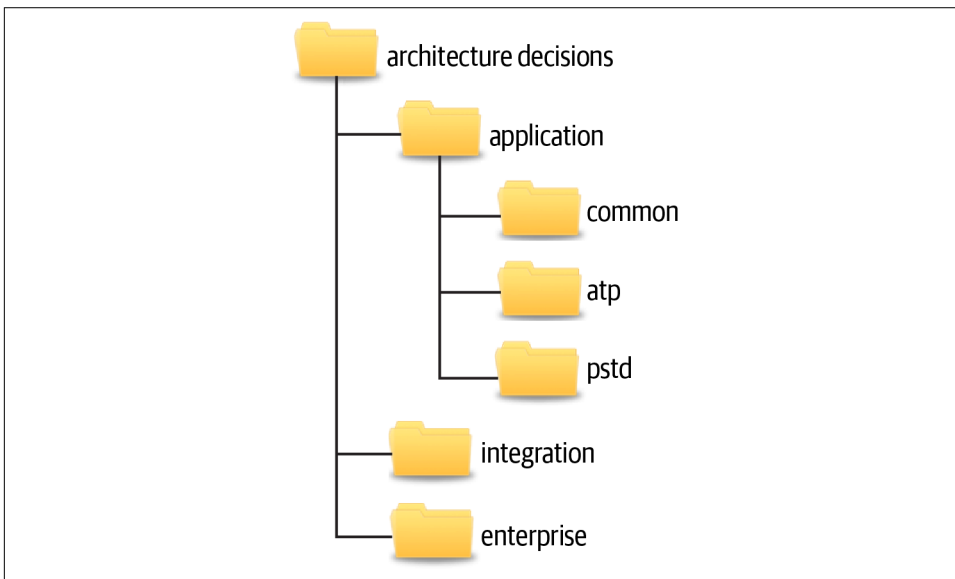 architecture decisions
application
common
atp
pstd
integration
enterprise